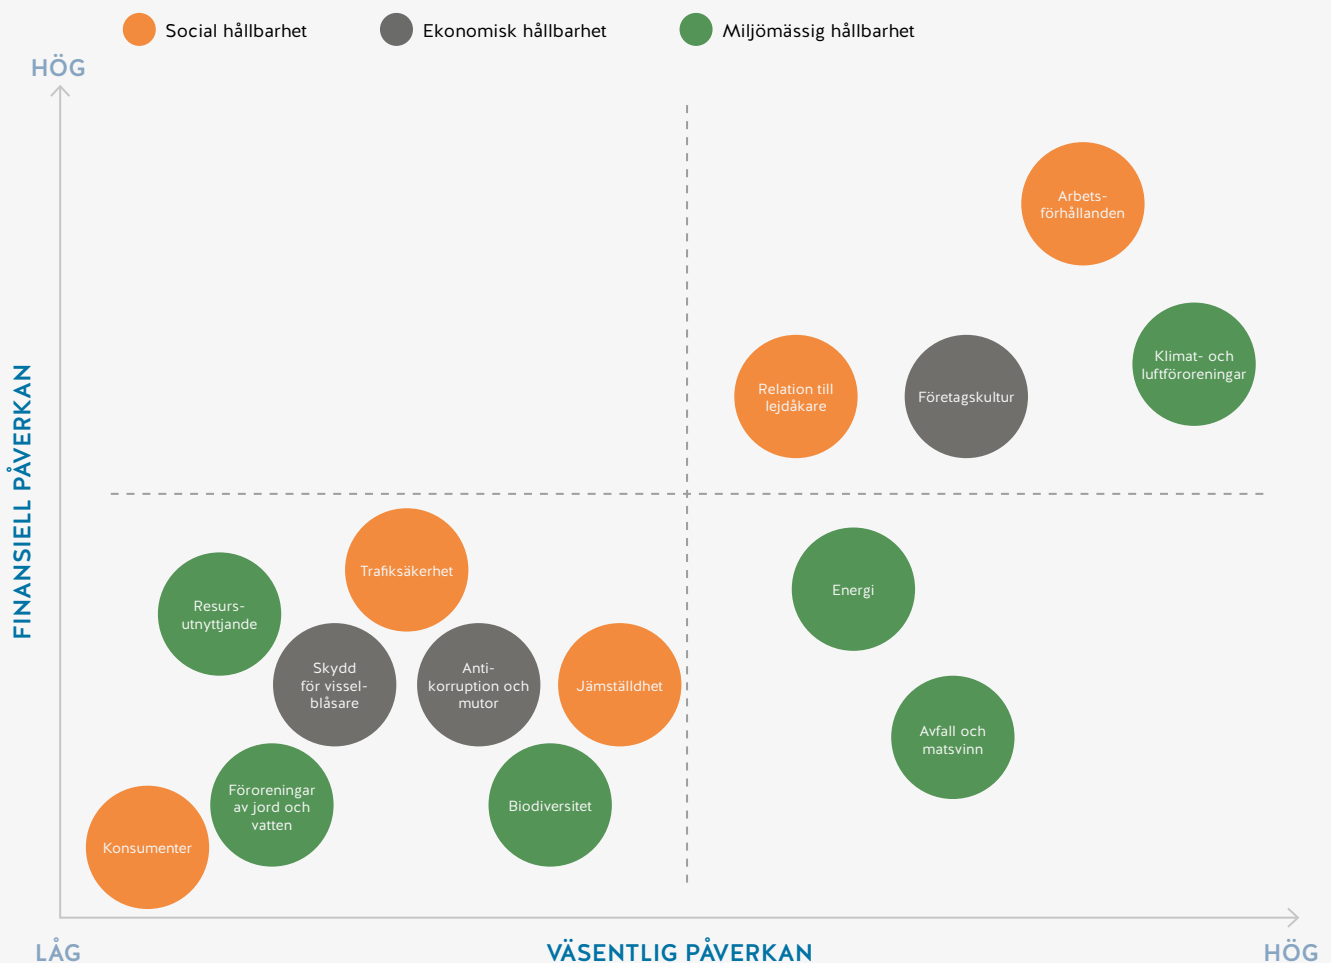 Social hållbarhet
Ekonomisk hållbarhet
Miljömässig hållbarhet
HÖG
FINANSIELL PÅVERKAN
Arbets-
förhållanden
Klimat- och
luftföroreningar
Relation till
lejdåkare
Företagskultur
Trafiksäkerhet
Energi
Resurs-
utnyttjande
Skydd
för vissel-
blåsare
Anti-
korruption och
mutor
Jämställdhet
Avfall och
matsvinn
Föroreningar
av jord och
vatten
Biodiversitet
Konsumenter
LÅG
VÄSENTLIG PÅVERKAN
HÖG